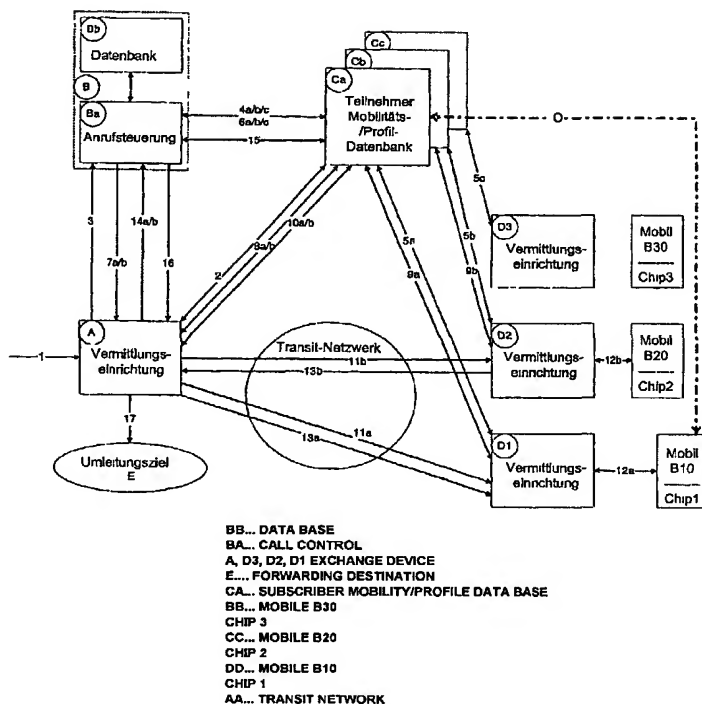 Bb
Datenbank
B
Ba
Anrufsteuerung
Cc
Cb
Ca
Teilnehmer
Mobilitäts-
/Profil-
Datenbank
4a/b/c
6a/b/c
15
O
3
7a/b
14a/b
16
2
8a/b
10a/b
5a
9a
5b
9b
5c
D3
Vermittlungs-
einrichtung
Mobil
B30
Chip3
A
Vermittlungs-
einrichtung
1
Transit-Netzwerk
11b
13b
D2
Vermittlungs-
einrichtung
12b
Mobil
B20
Chip2
17
Umleitungsziel
E
11a
13a
D1
Vermittlungs-
einrichtung
12a
Mobil
B10
Chip1
BB... DATA BASE
BA... CALL CONTROL
A, D3, D2, D1 EXCHANGE DEVICE
E.... FORWARDING DESTINATION
CA... SUBSCRIBER MOBILITY/PROFILE DATA BASE
BB... MOBILE B30
CHIP 3
CC... MOBILE B20
CHIP 2
DD... MOBILE B10
CHIP 1
AA... TRANSIT NETWORK